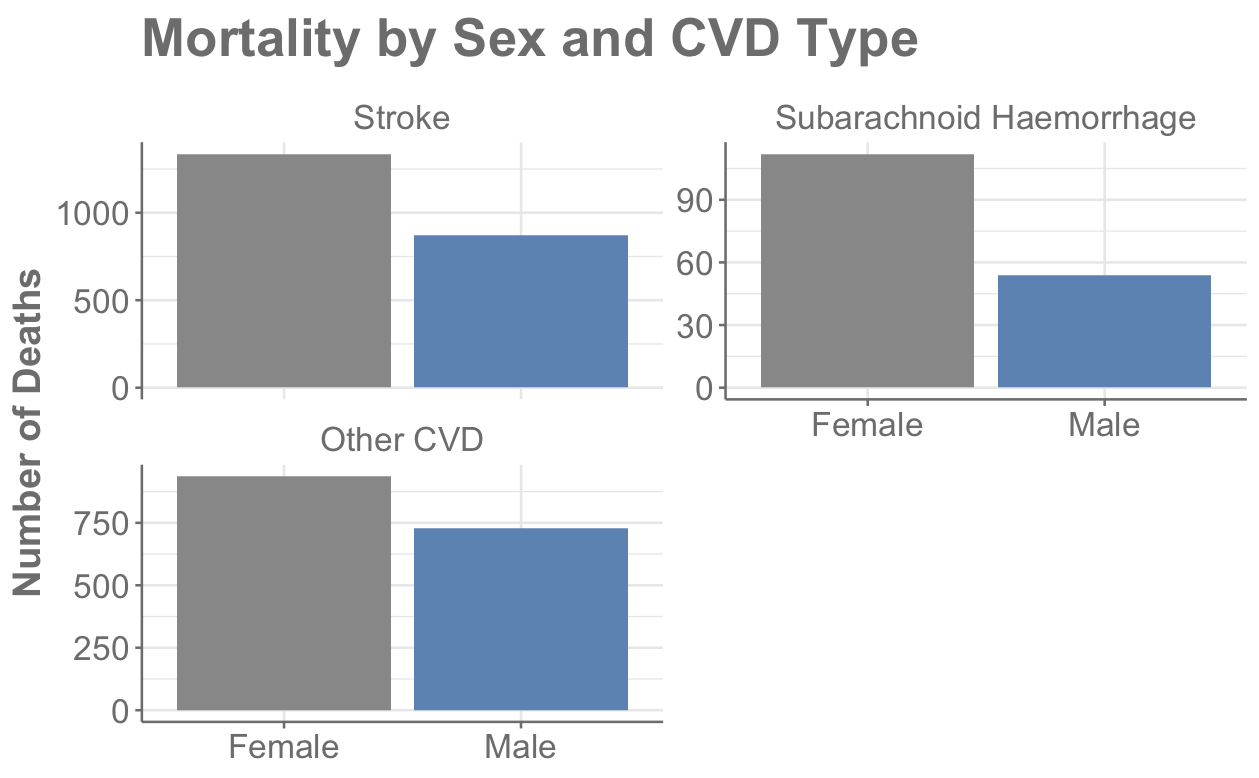 Mortality by Sex and CVD Type
Number of Deaths
Stroke
1000
500
0
Subarachnoid Haemorrhage
90
60
30
0
Female Male
Other CVD
750
500
250
0
Female Male